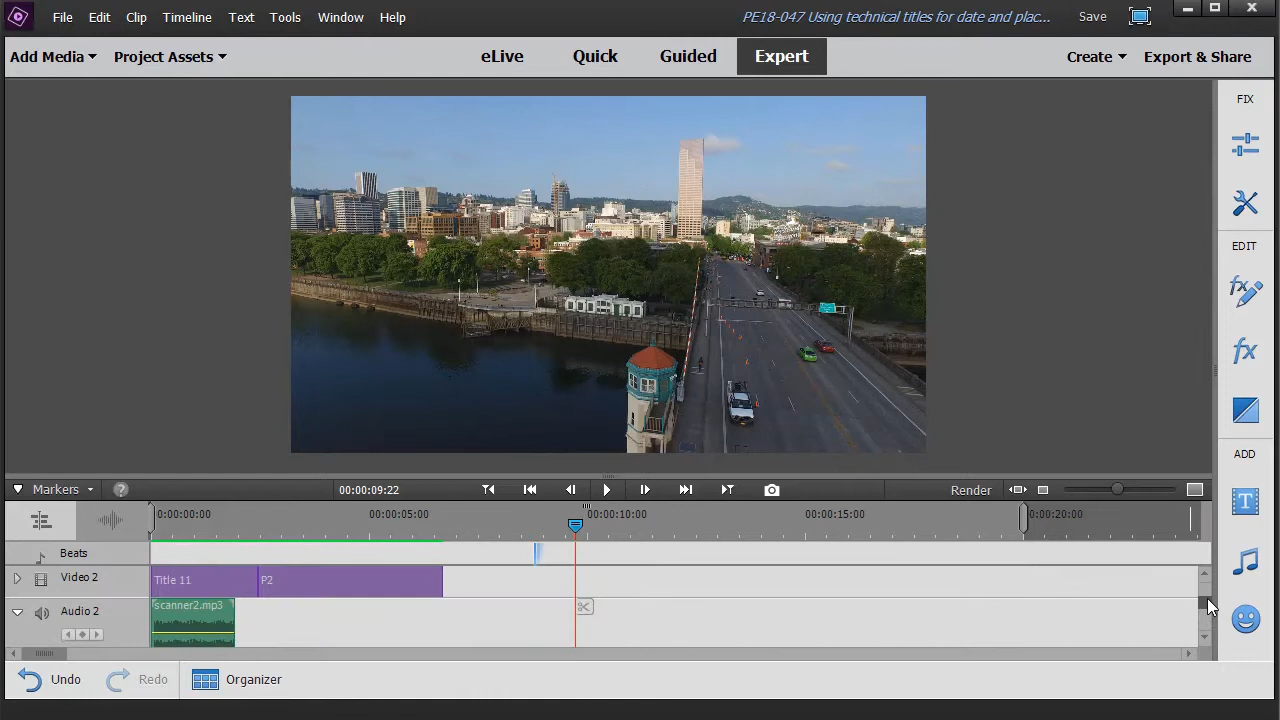 File Edit Clip Timeline Text Tools Window Help
PE18-047 Using technical titles for date and plac...
Save
Add Media
Project Assets
eLive
Quick
Guided
Expert
Create
Export & Share
FIX
EDIT
ADD
Markers
?
00:00:09:22
Render
0:00:00:00
00:00:05:00
00:00:10:00
00:00:15:00
0:00:20:00
Beats
Video 2
Title 11
P2
Audio 2
scanner2.mp3
Undo
Redo
Organizer